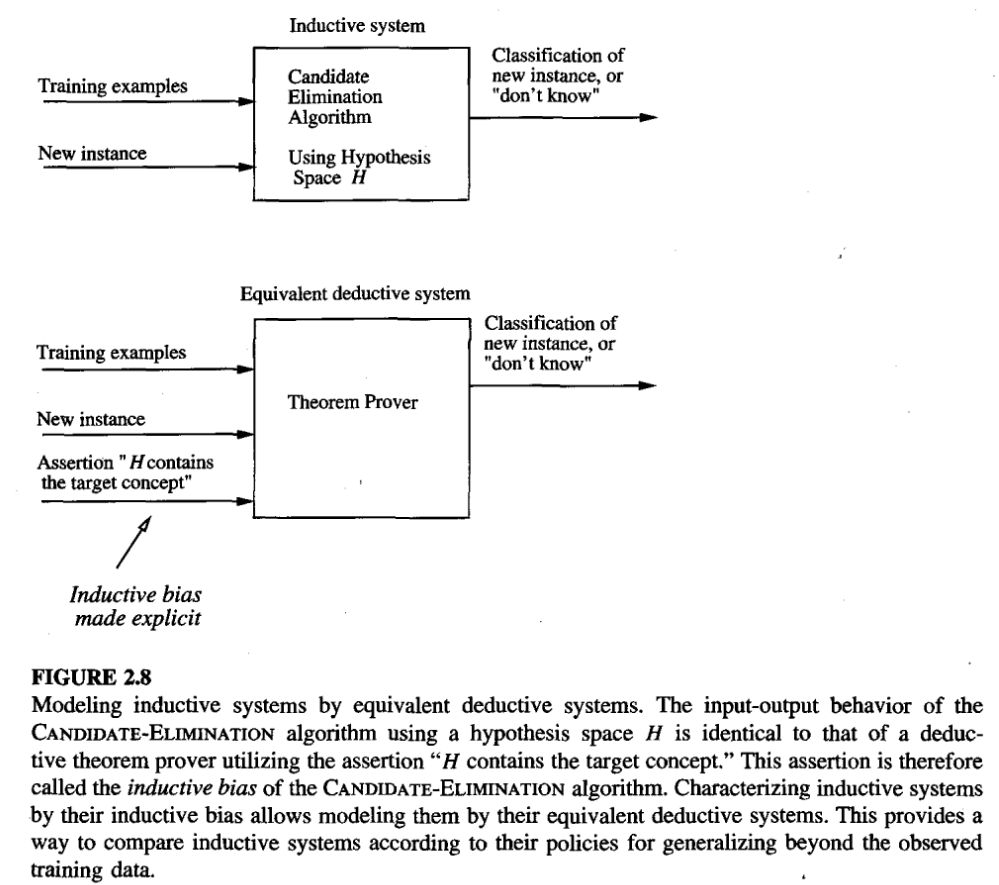 Inductive system
Classification of
new instance, or
"don't know"
Training examples
Candidate
Elimination
Algorithm
New instance
Using Hypothesis
Space H
Equivalent deductive system
Classification of
new instance, or
"don't know"
Training examples
Theorem Prover
New instance
Assertion "H contains
the target concept"
Inductive bias
made explicit
FIGURE 2.8
Modeling inductive systems by equivalent deductive systems. The input-output behavior of the
CANDIDATE-ELIMINATION algorithm using a hypothesis space H is identical to that of a deduc-
tive theorem prover utilizing the assertion “H contains the target concept.” This assertion is therefore
called the inductive bias of the CANDIDATE-ELIMINATION algorithm. Characterizing inductive systems
by their inductive bias allows modeling them by their equivalent deductive systems. This provides a
way to compare inductive systems according to their policies for generalizing beyond the observed
training data.